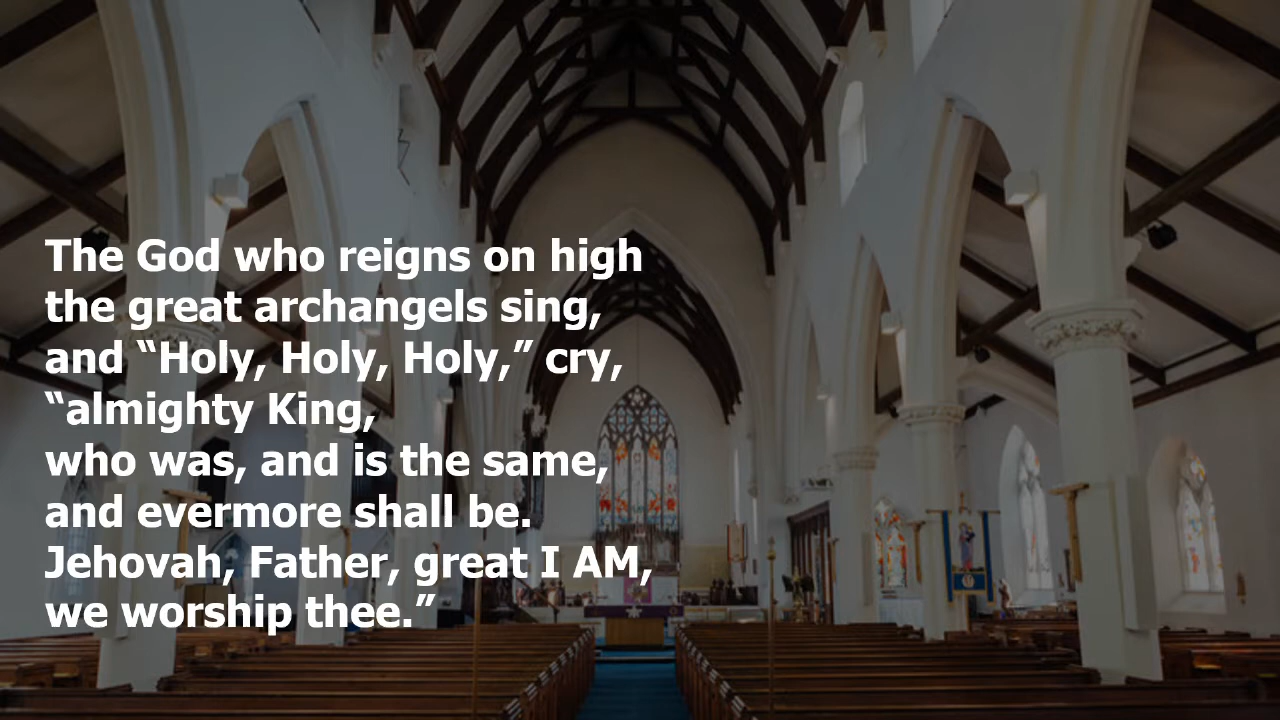 The God who reigns on high
the great archangels sing,
and “Holy, Holy, Holy,” cry,
“almighty King,
who was, and is the same,
and evermore shall be.
Jehovah, Father, great I AM,
we worship thee.”